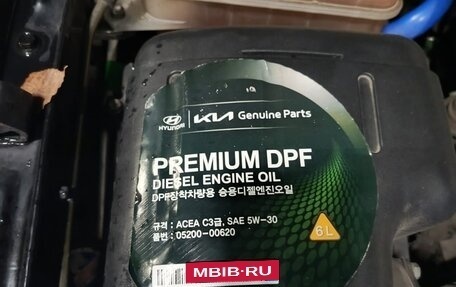 HYUNDAI KIA Genuine Parts
PREMIUM DPF
DIESEL ENGINE OIL
DPF장착차량용 승용디젤엔진오일
규격 : ACEA C3급, SAE 5W-30
품번 : 05200-00620
6L
MBIB.RU